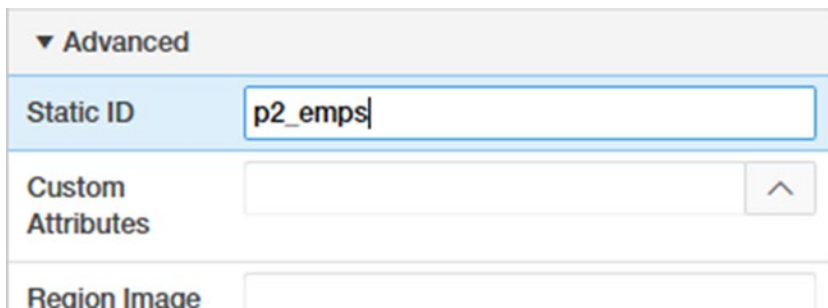 Advanced
Static ID
p2_emps
Custom
Attributes
Region Image